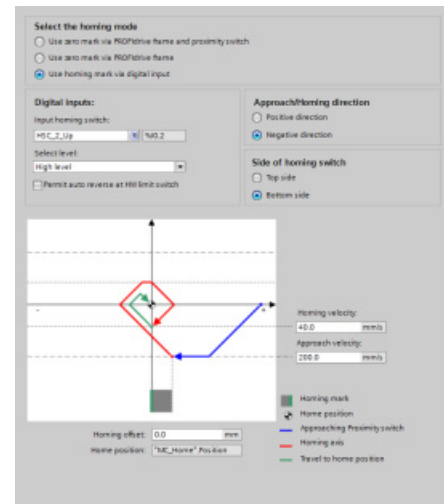 Select the homing mode
Use zero mark via PROFIdrive frame and proximity switch
Use zero mark via PROFIdrive frame
Use homing mark via digital input
Digital inputs:
Input homing switch:
HSC_2_Up
%I0.2
Select level:
High level
Permit auto reverse at HW limit switch
Approach/Homing direction
Positive direction
Negative direction
Side of homing switch
Top side
Bottom side
-
+
Homing velocity:
40.0 mm/s
Approach velocity:
200.0 mm/s
Homing mark
Home position
Approaching Proximity switch
Homing axis
Travel to home position
Homing offset: 0.0 mm
Home position: "MC_Home" Position